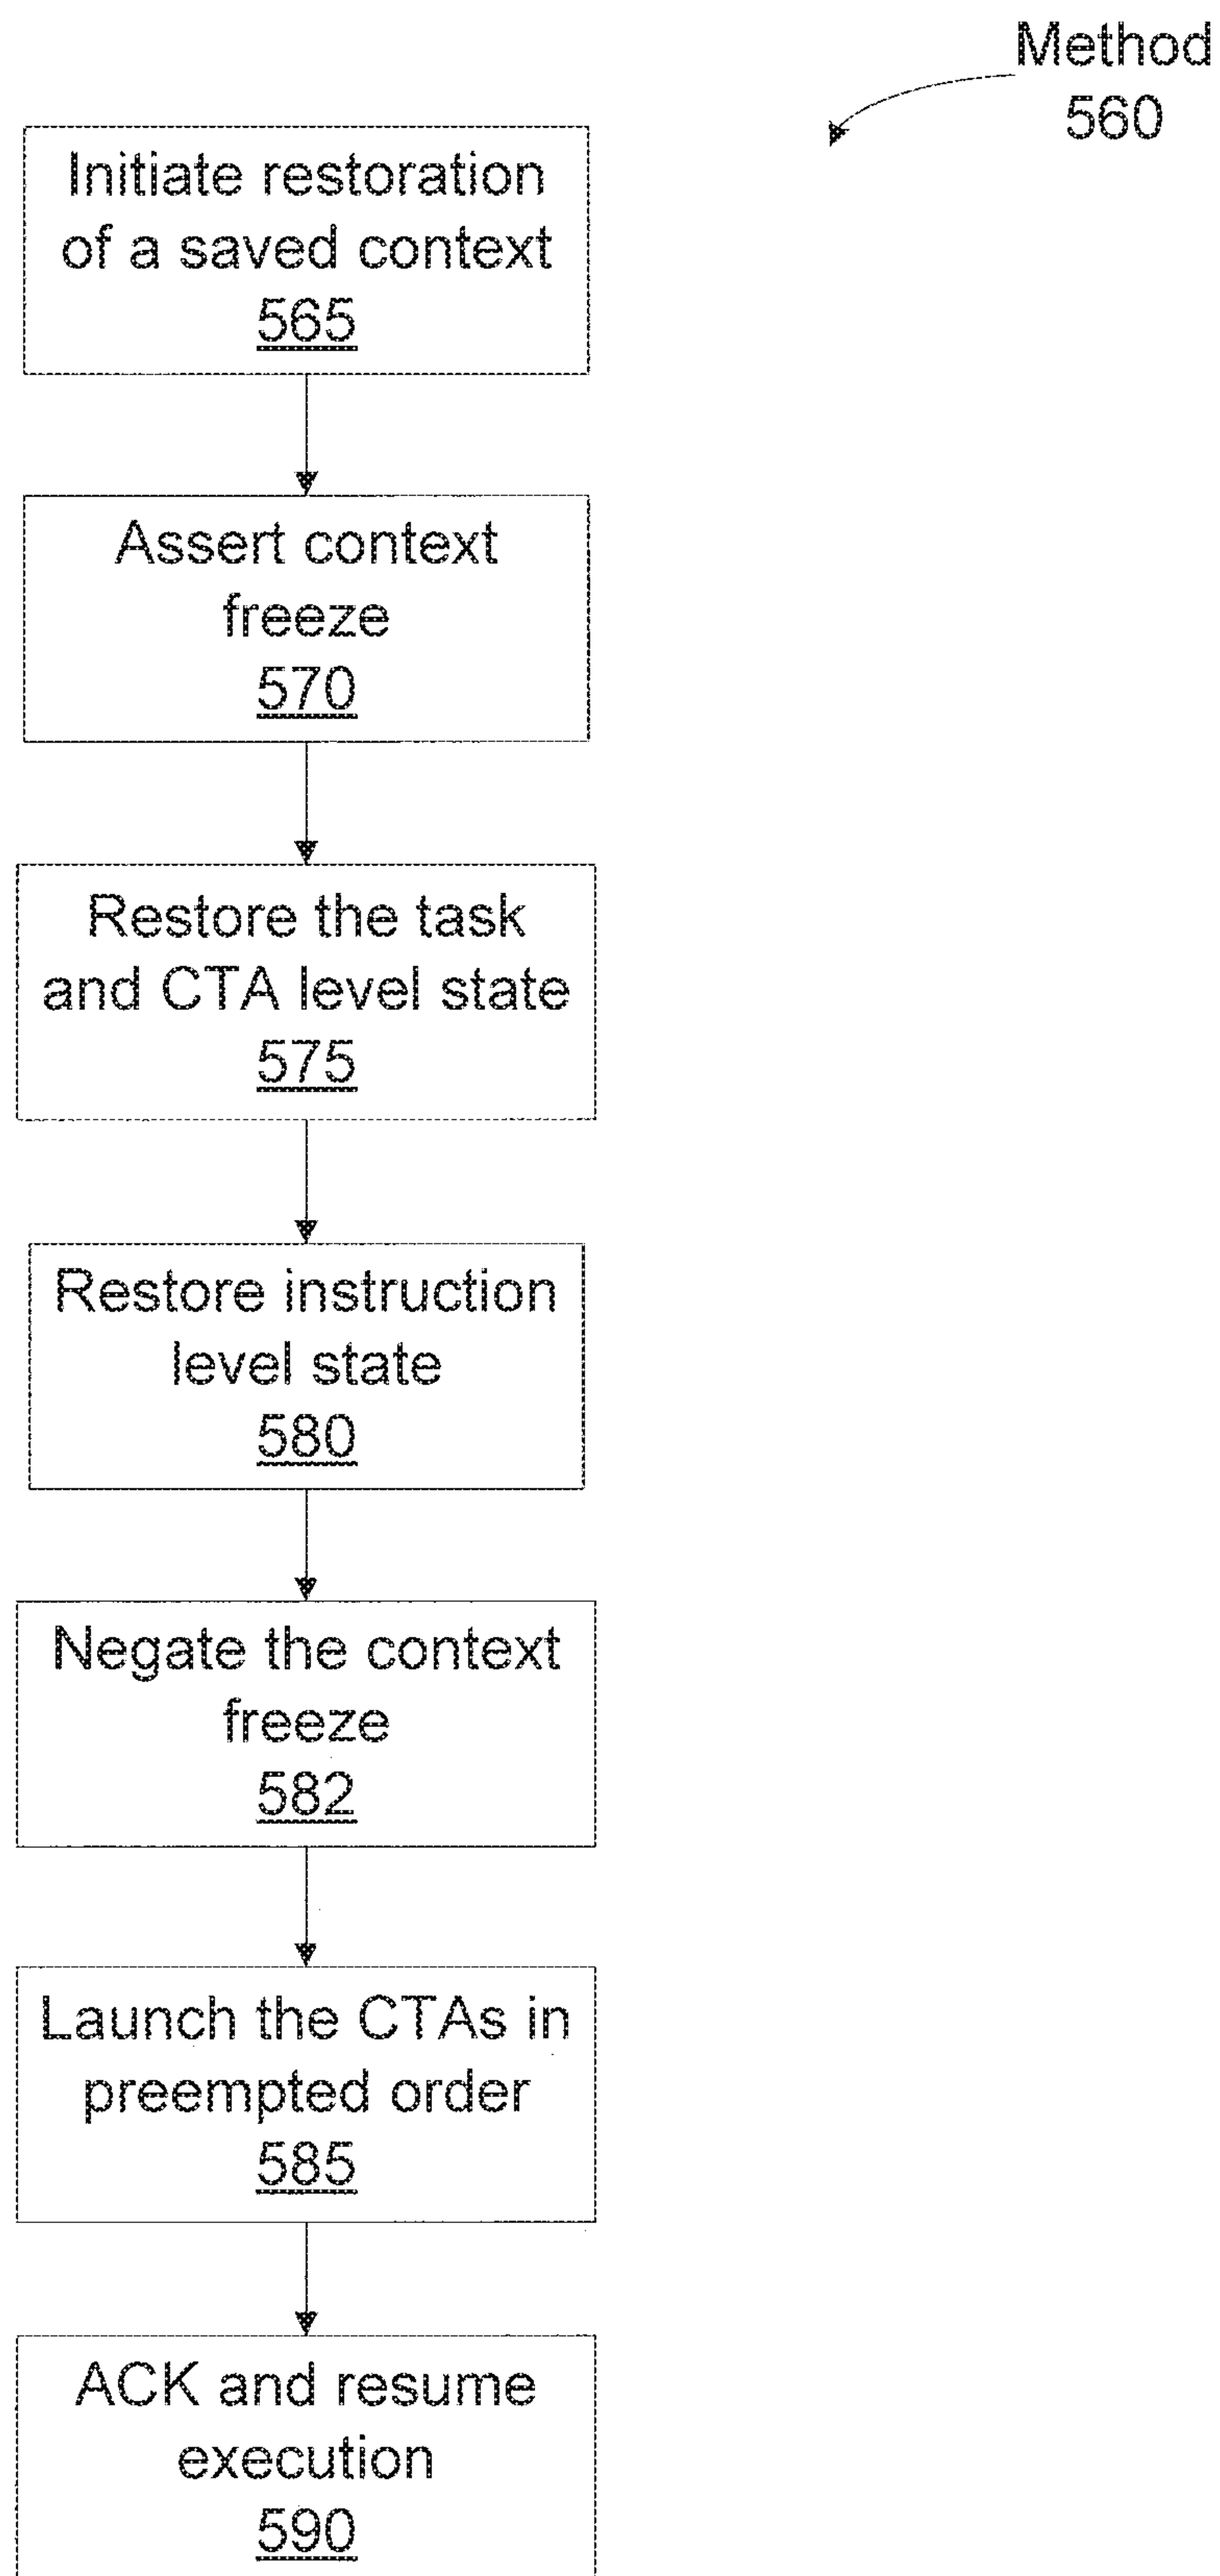 Method
560
Initiate restoration
of a saved context
565
Assert context
freeze
570
Restore the task
and CTA level state
575
Restore instruction
level state
580
Negate the context
freeze
582
Launch the CTAs in
preempted order
585
ACK and resume
execution
590